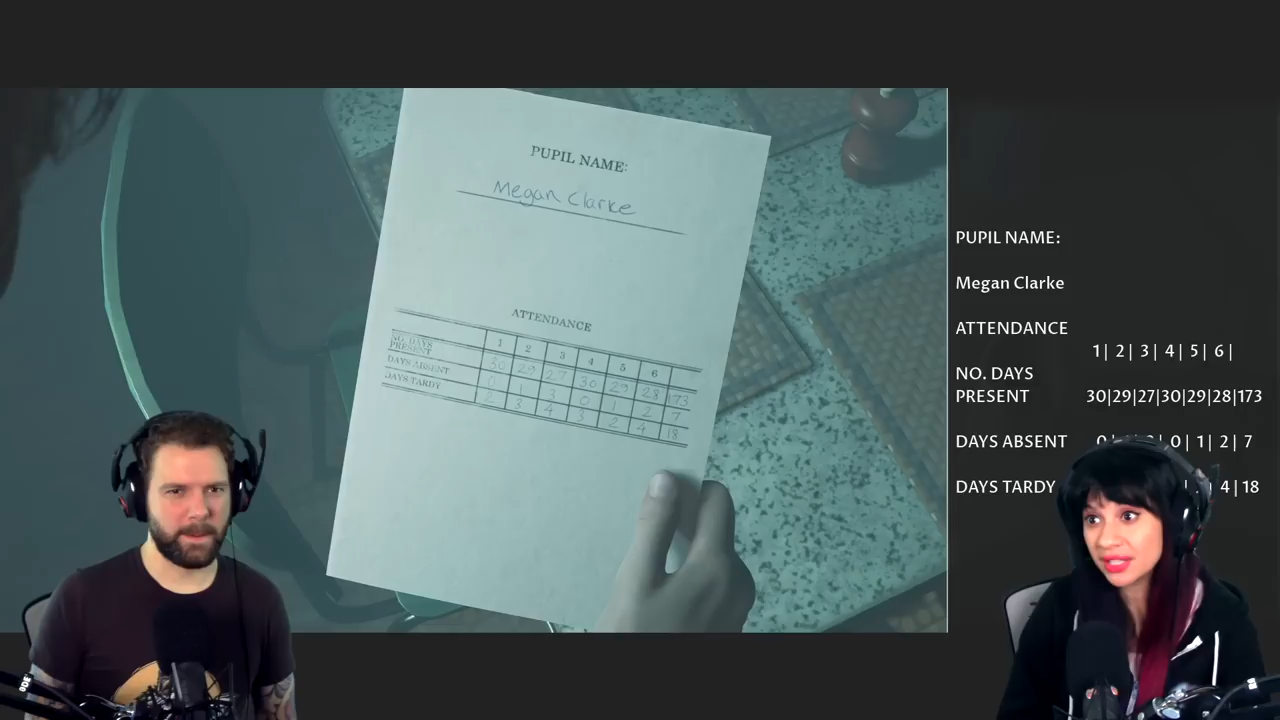 PUPIL NAME:
Megan Clarke
ATTENDANCE
1 2 3 4 5 6
NO. DAYS
PRESENT
30 29 27 30 29 28 173
DAYS ABSENT
0 1 3 0 1 2 7
DAYS TARDY
2 3 4 3 2 4 18
PUPIL NAME:
Megan Clarke
ATTENDANCE
1| 2| 3| 4| 5| 6|
NO. DAYS
PRESENT 30|29|27|30|29|28|173
DAYS ABSENT 0| 0| 1| 2| 7
DAYS TARDY 4| 18